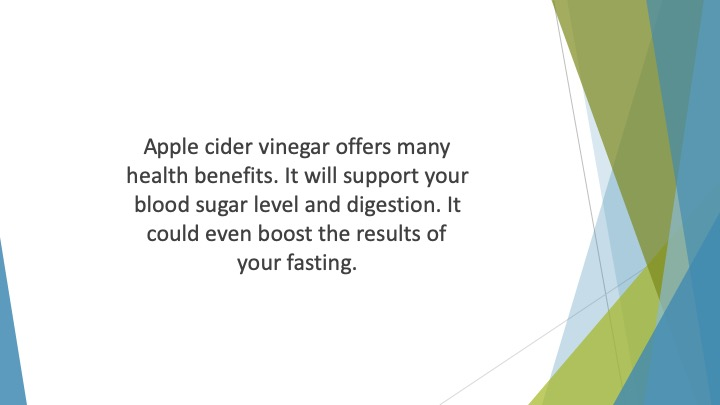 Apple cider vinegar offers many
health benefits. It will support your
blood sugar level and digestion. It
could even boost the results of
your fasting.